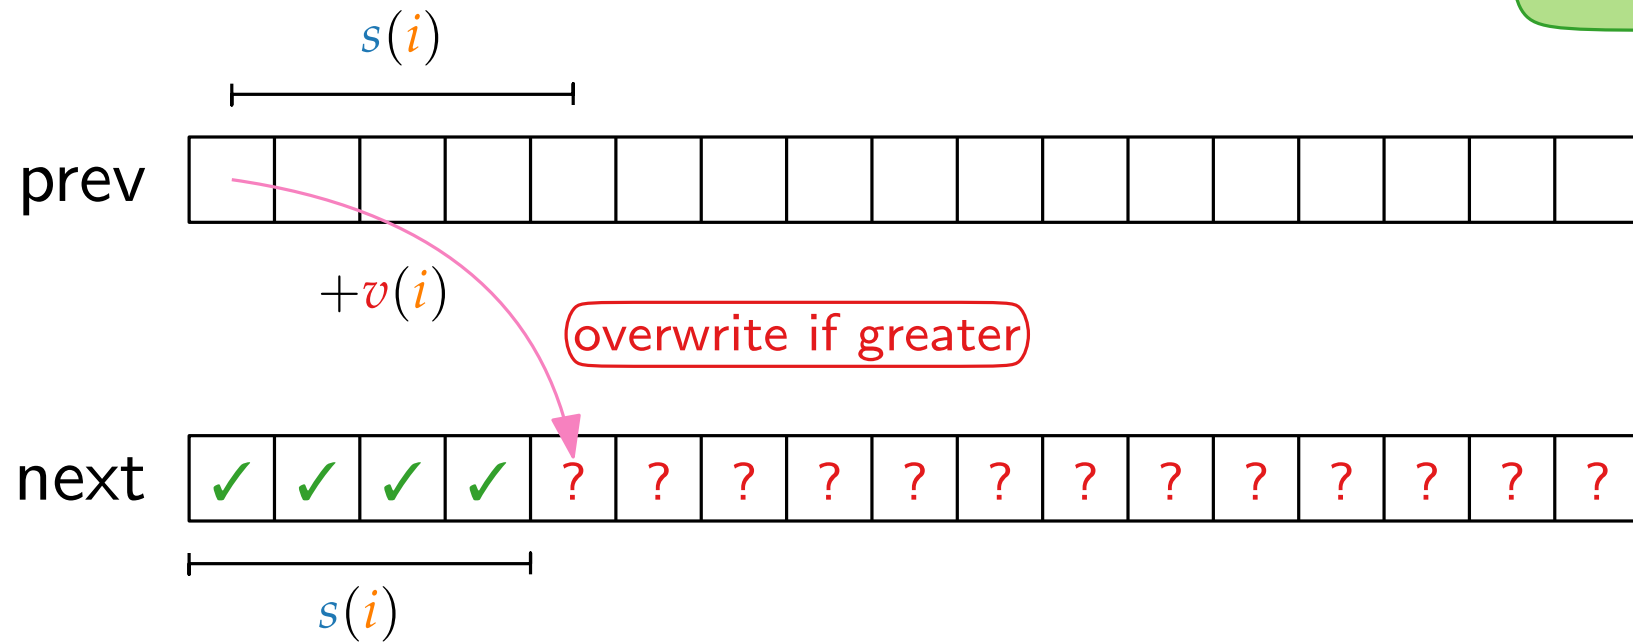 s(i)
prev
+v(i)
overwrite if greater
next ✓ ✓ ✓ ✓ ? ? ? ? ? ? ? ? ? ? ? ? ?
s(i)